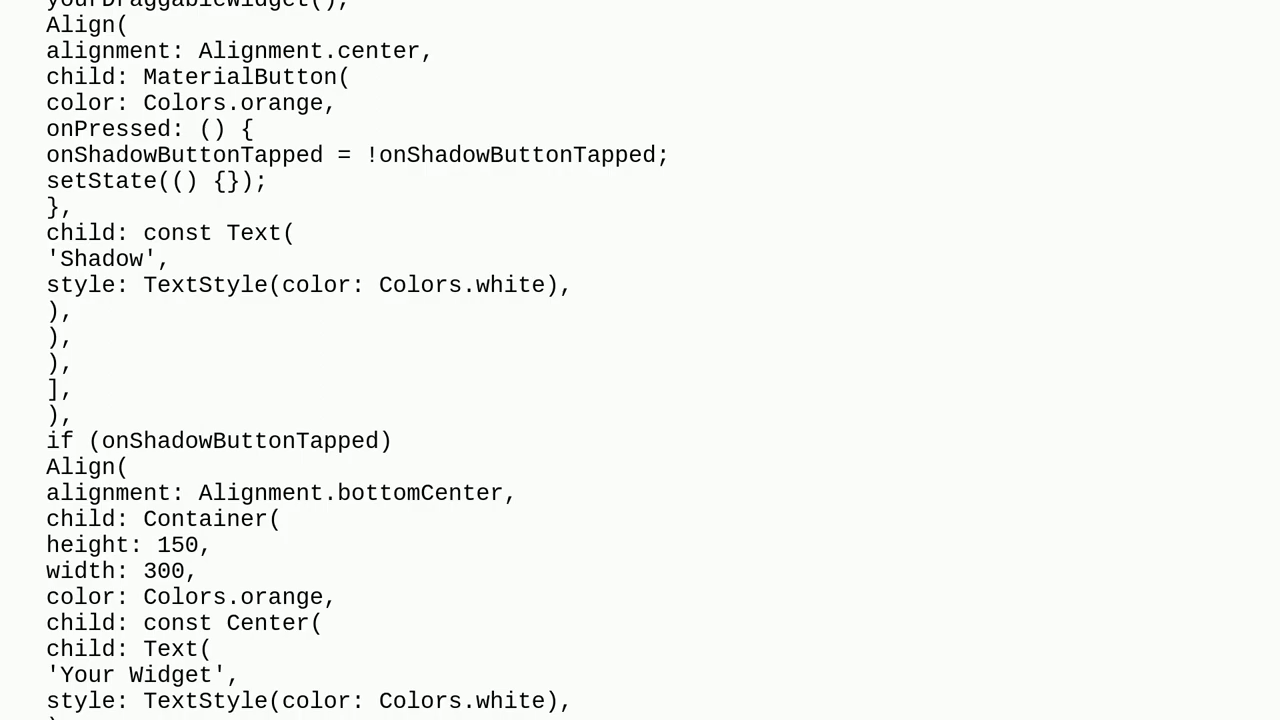 yourDraggableWidget(),
Align(
alignment: Alignment.center,
child: MaterialButton(
color: Colors.orange,
onPressed: () {
onShadowButtonTapped = !onShadowButtonTapped;
setState(() {});
},
child: const Text(
'Shadow',
style: TextStyle(color: Colors.white),
),
),
),
],
),
if (onShadowButtonTapped)
Align(
alignment: Alignment.bottomCenter,
child: Container(
height: 150,
width: 300,
color: Colors.orange,
child: const Center(
child: Text(
'Your Widget',
style: TextStyle(color: Colors.white),